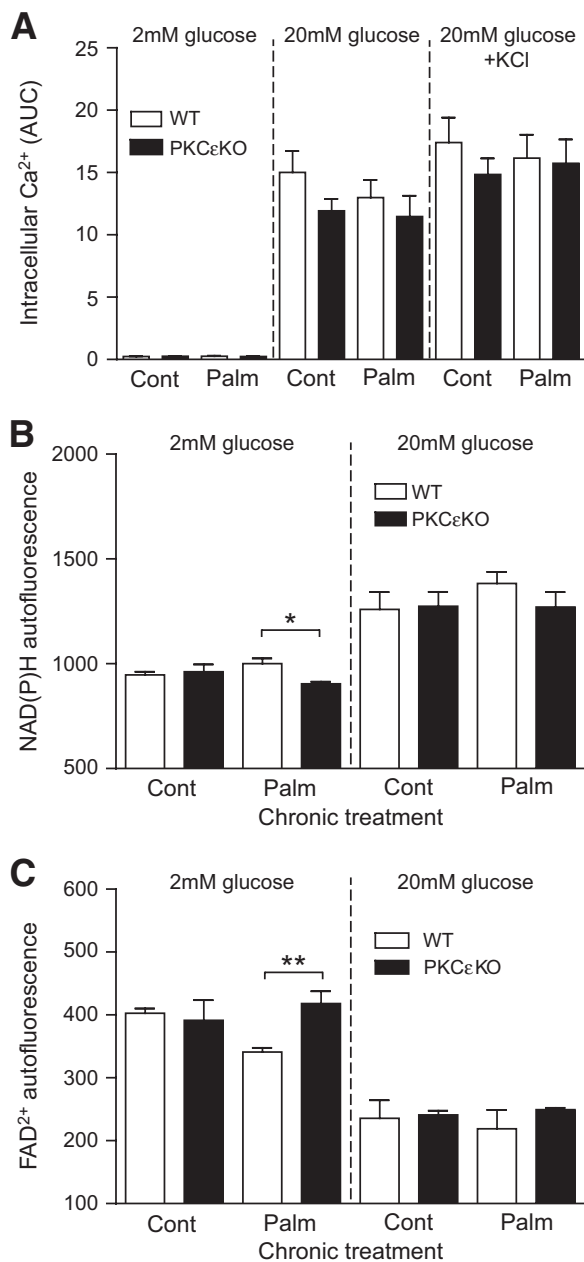 A
2mM glucose
20mM glucose
20mM glucose
+KCl
Intracellular Ca²⁺ (AUC)
25
20
15
10
5
0
WT
PKCεKO
Cont
Palm
Cont
Palm
Cont
Palm
B
2mM glucose
20mM glucose
NAD(P)H autofluorescence
2000
1500
1000
500
WT
PKCεKO
*
Cont
Palm
Cont
Palm
Chronic treatment
C
2mM glucose
20mM glucose
FAD²⁺ autofluorescence
600
500
400
300
200
100
WT
PKCεKO
**
Cont
Palm
Cont
Palm
Chronic treatment